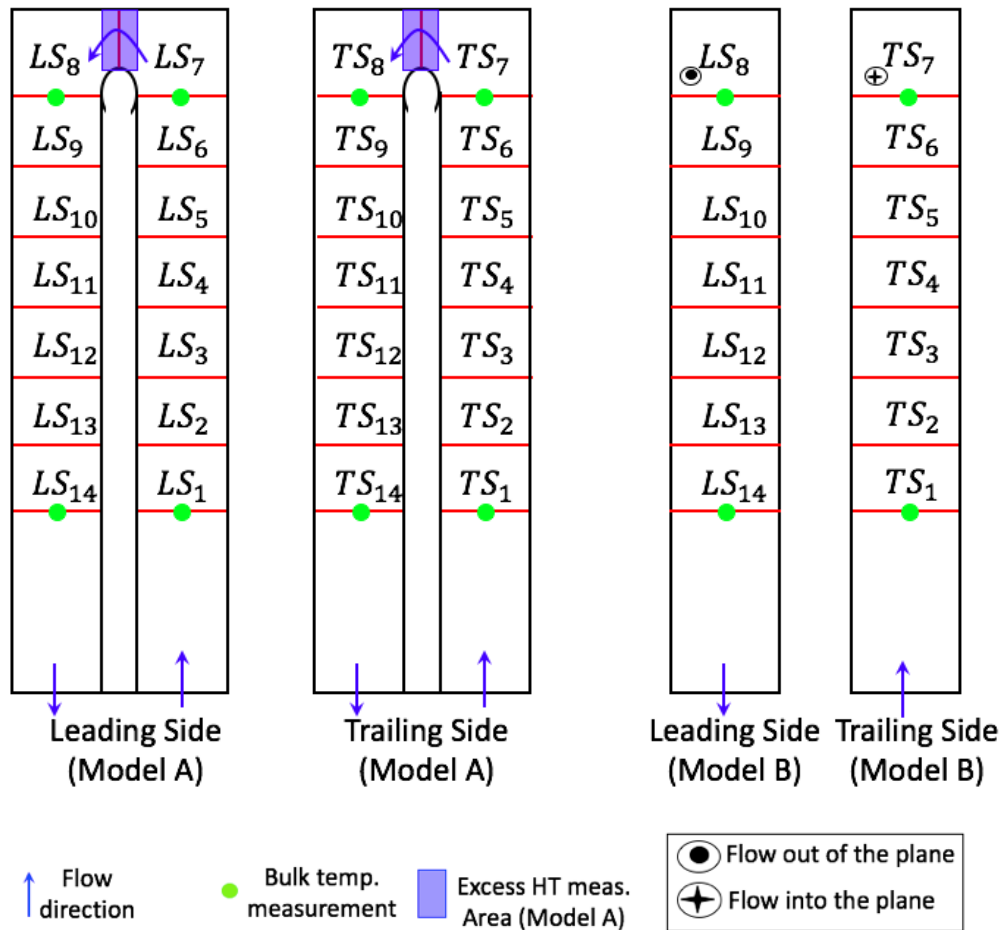 LS₈ LS₇ TS₈ TS₇ LS₈ TS₇
LS₉ LS₆ TS₉ TS₆ LS₉ TS₆
LS₁₀ LS₅ TS₁₀ TS₅ LS₁₀ TS₅
LS₁₁ LS₄ TS₁₁ TS₄ LS₁₁ TS₄
LS₁₂ LS₃ TS₁₂ TS₃ LS₁₂ TS₃
LS₁₃ LS₂ TS₁₃ TS₂ LS₁₃ TS₂
LS₁₄ LS₁ TS₁₄ TS₁ LS₁₄ TS₁
Leading Side
(Model A)
Trailing Side
(Model A)
Leading Side
(Model B)
Trailing Side
(Model B)
Flow
direction
Bulk temp.
measurement
Excess HT meas.
Area (Model A)
Flow out of the plane
Flow into the plane